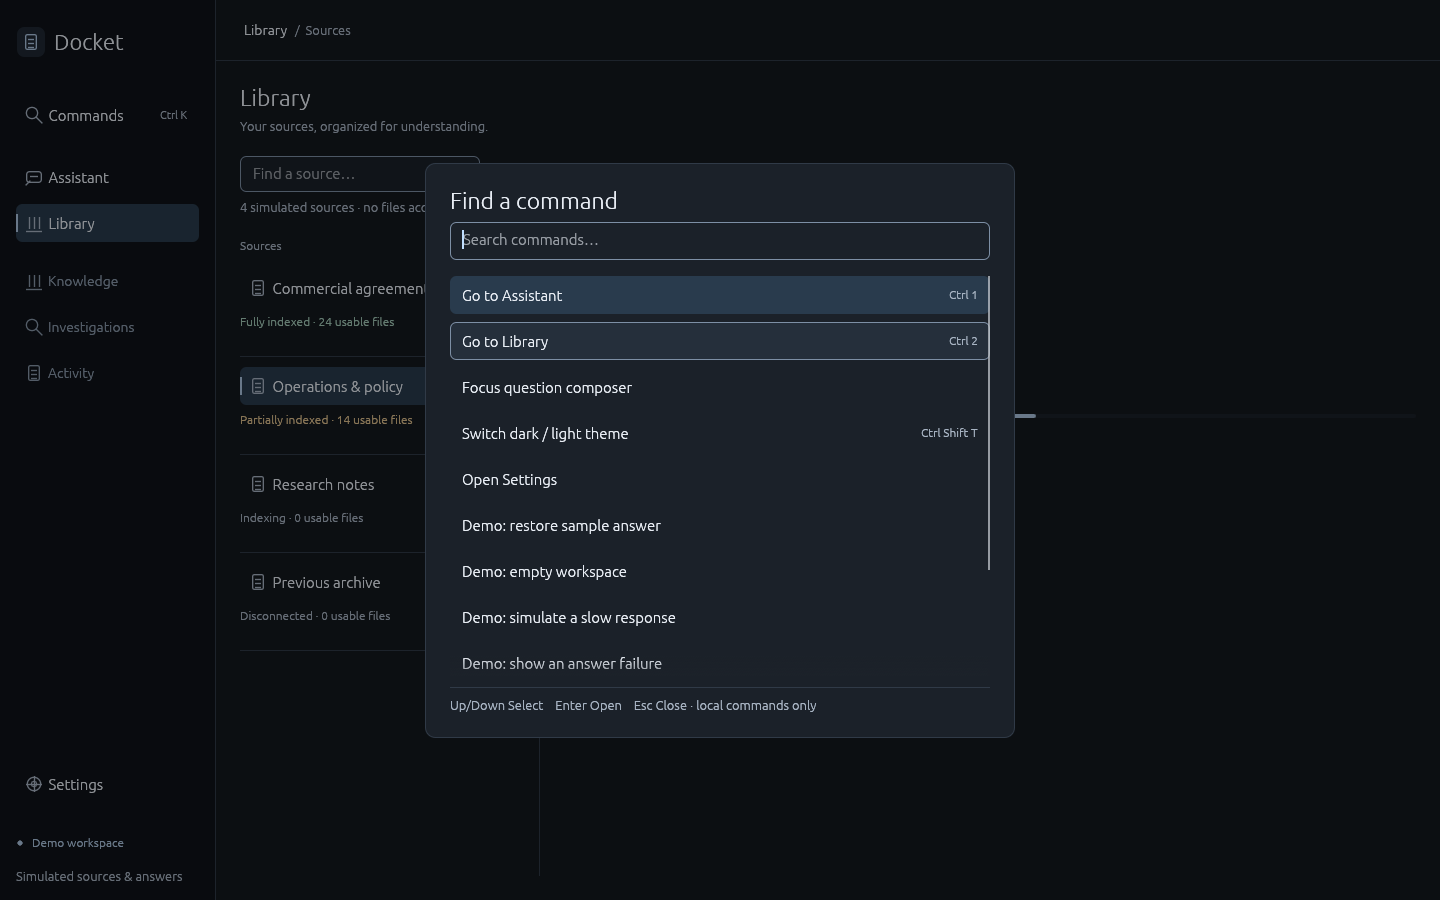 Docket
Commands Ctrl K
Assistant
Library
Knowledge
Investigations
Activity
Settings
Demo workspace
Simulated sources & answers
Library / Sources
Library
Your sources, organized for understanding.
Find a source…
4 simulated sources · no files
Sources
Commercial agreemen
Fully indexed · 24 usable files
Operations & policy
Partially indexed · 14 usable files
Research notes
Indexing · 0 usable files
Previous archive
Disconnected · 0 usable files
Find a command
Search commands…
Go to Assistant Ctrl 1
Go to Library Ctrl 2
Focus question composer
Switch dark / light theme Ctrl Shift T
Open Settings
Demo: restore sample answer
Demo: empty workspace
Demo: simulate a slow response
Demo: show an answer failure
Up/Down Select Enter Open Esc Close · local commands only